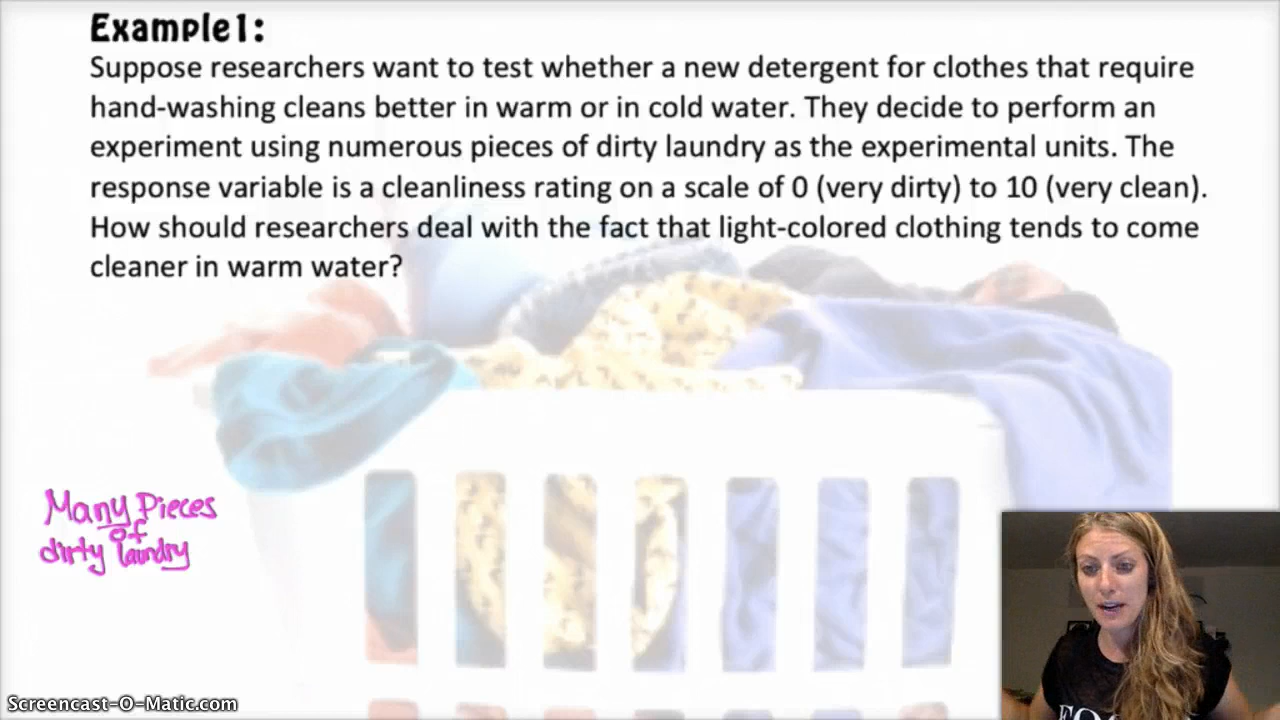 Example1:
Suppose researchers want to test whether a new detergent for clothes that require
hand-washing cleans better in warm or in cold water. They decide to perform an
experiment using numerous pieces of dirty laundry as the experimental units. The
response variable is a cleanliness rating on a scale of 0 (very dirty) to 10 (very clean).
How should researchers deal with the fact that light-colored clothing tends to come
cleaner in warm water?
Many Pieces
of
dirty laundry
Screencast-O-Matic.com